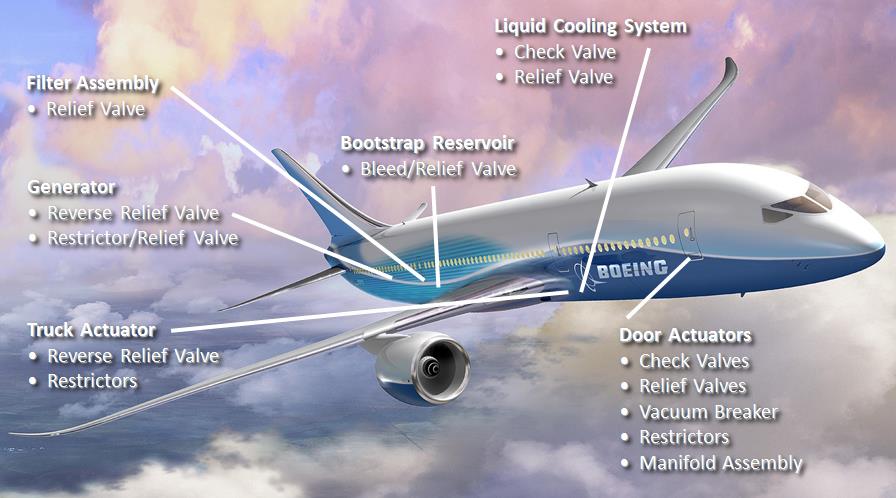 Liquid Cooling System
• Check Valve
• Relief Valve
Filter Assembly
• Relief Valve
Bootstrap Reservoir
• Bleed/Relief Valve
Generator
• Reverse Relief Valve
• Restrictor/Relief Valve
BOEING
Truck Actuator
• Reverse Relief Valve
• Restrictors
Door Actuators
• Check Valves
• Relief Valves
• Vacuum Breaker
• Restrictors
• Manifold Assembly